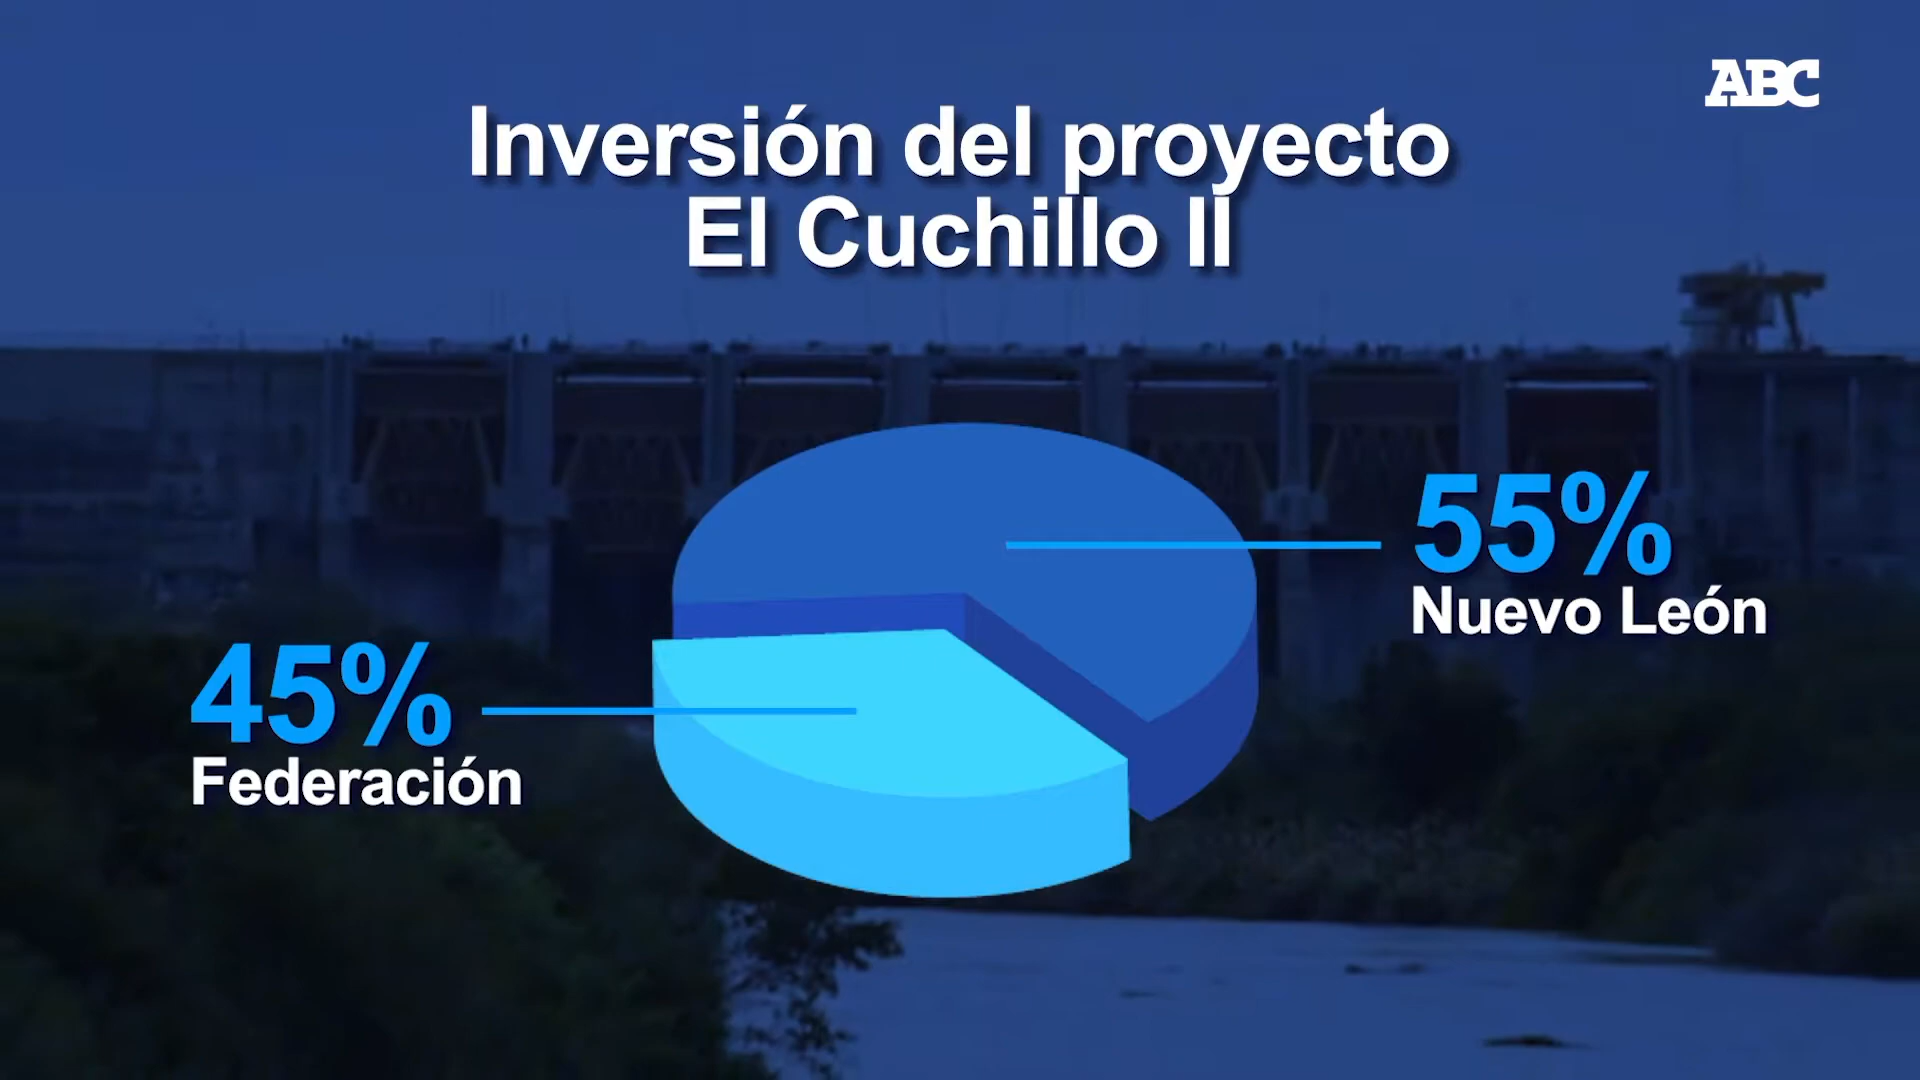 ABC
Inversión del proyecto
El Cuchillo II
55%
Nuevo León
45%
Federación